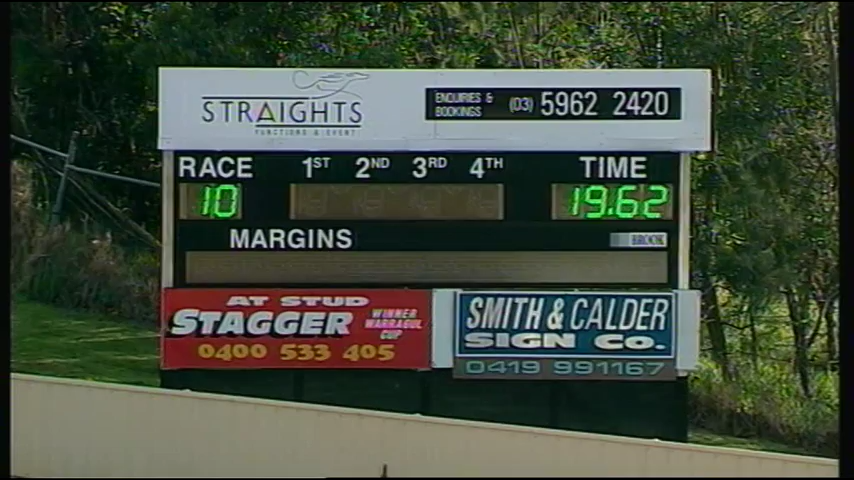 STRAIGHTS
FUNCTIONS & EVENT
ENQUIRIES &
BOOKINGS (03) 5962 2420
RACE 1ST 2ND 3RD 4TH TIME
10 19.62
MARGINS
BROOK
AT STUD
STAGGER
WINNER
WARRAGUL
CUP
0400 533 405
SMITH & CALDER
SIGN CO.
0419 991167